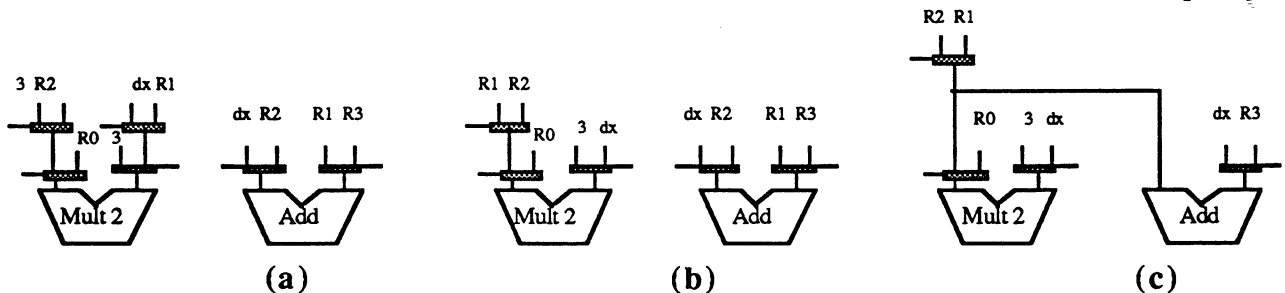 R2 R1
3 R2
dx R1
R1 R2
dx R2
R1 R3
dx R2
R1 R3
R0
3
R0
3 dx
R0
3 dx
dx R3
Mult 2
Add
Mult 2
Add
Mult 2
Add
(a)
(b)
(c)